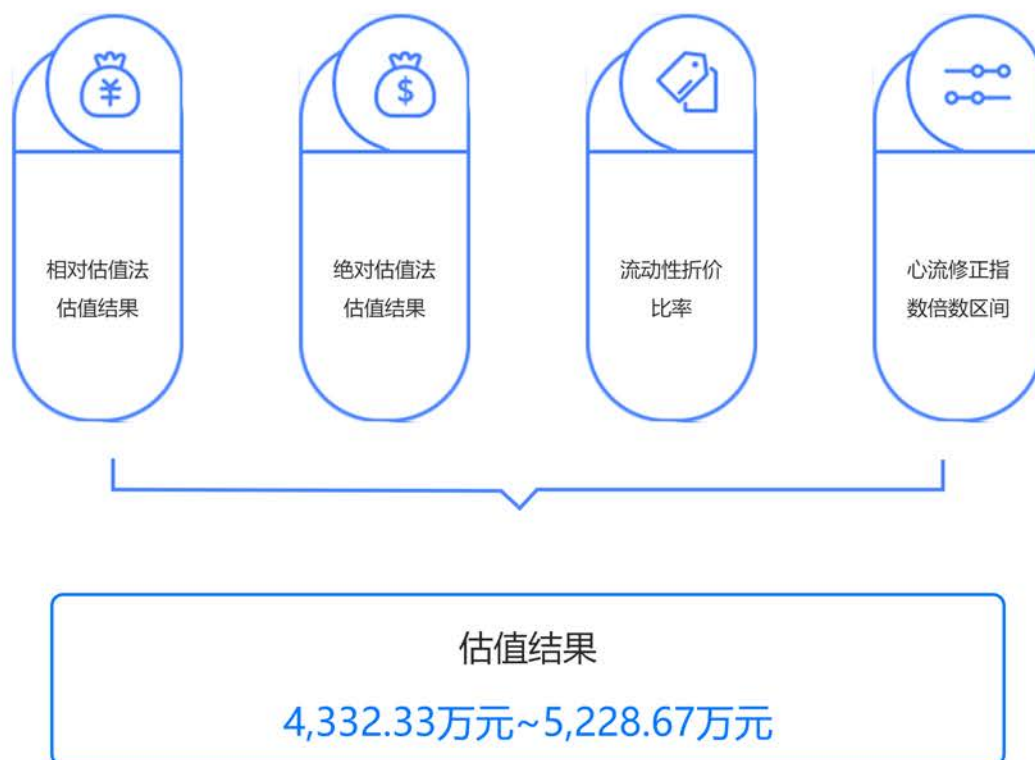 ¥
$
相对估值法
估值结果
绝对估值法
估值结果
流动性折价
比率
心流修正指
数倍数区间
估值结果
4,332.33万元~5,228.67万元